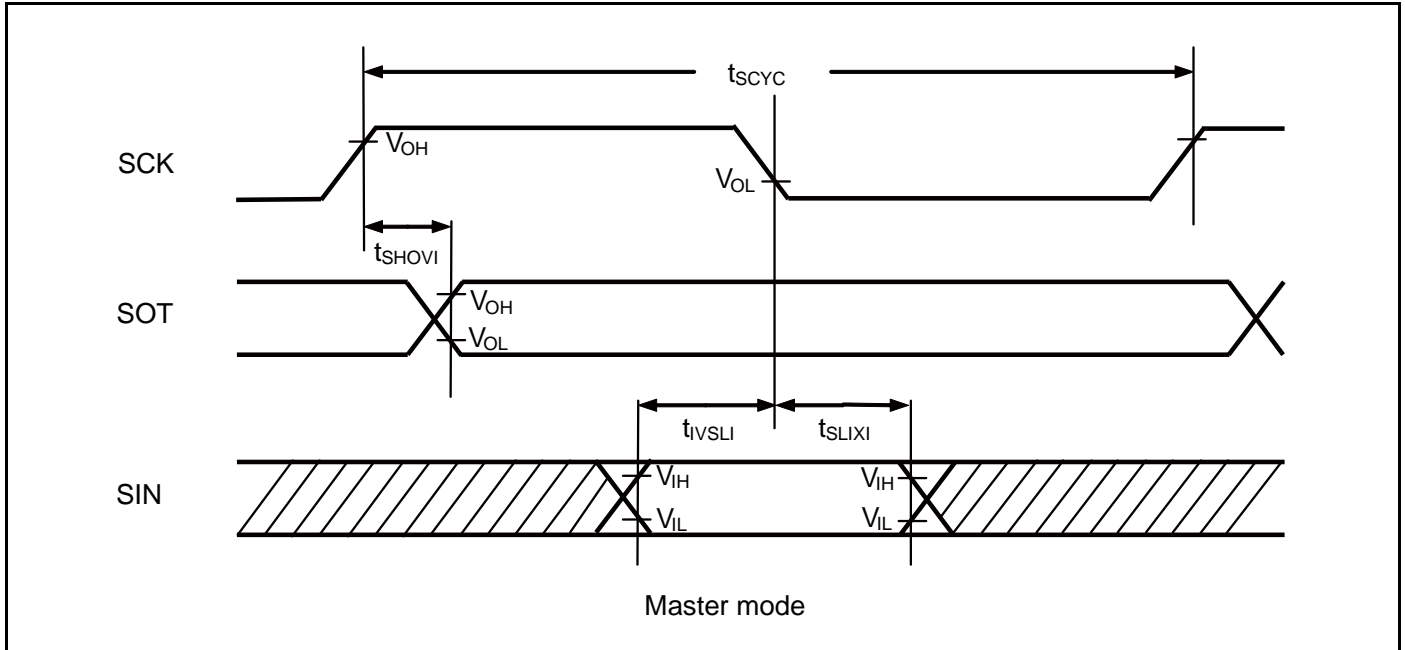 tSCYC
SCK
VOH
VOL
tSHOVI
SOT
VOH
VOL
tIVSLI
tSLIXI
SIN
VIH
VIH
VIL
VIL
Master mode